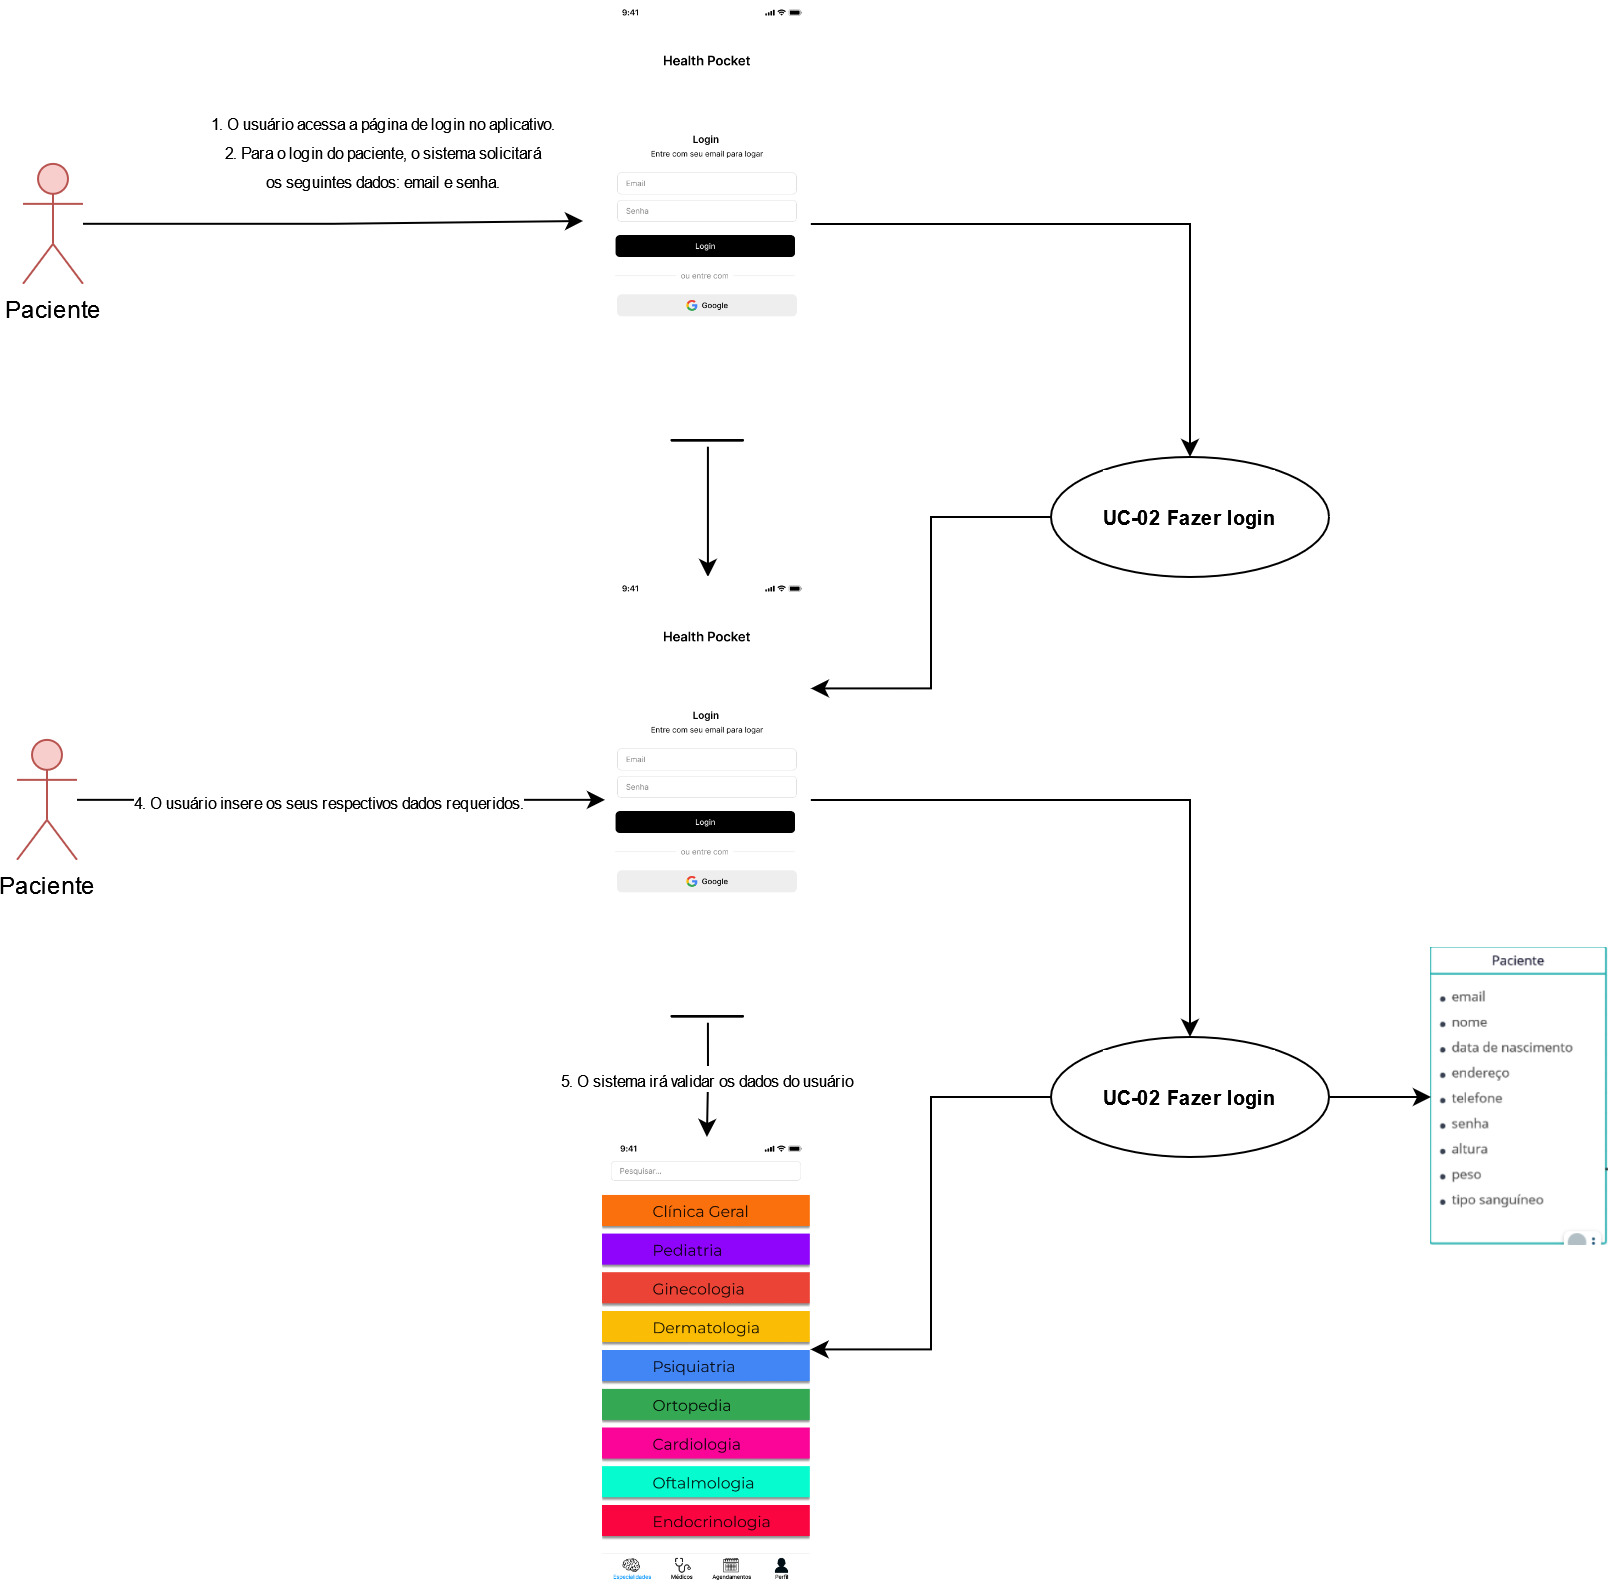 9:41
Health Pocket
1. O usuário acessa a página de login no aplicativo.
2. Para o login do paciente, o sistema solicitará
os seguintes dados: email e senha.
Login
Entre com seu email para logar
Email
Senha
Login
ou entre com
Google
Paciente
UC-02 Fazer login
9:41
Health Pocket
Login
Entre com seu email para logar
Email
Senha
4. O usuário insere os seus respectivos dados requeridos.
Login
ou entre com
Google
Paciente
5. O sistema irá validar os dados do usuário
UC-02 Fazer login
Paciente
email
nome
data de nascimento
endereço
telefone
senha
altura
peso
tipo sanguíneo
9:41
Pesquisar...
Clínica Geral
Pediatria
Ginecologia
Dermatologia
Psiquiatria
Ortopedia
Cardiologia
Oftalmologia
Endocrinologia
Especialidades
Médicos
Agendamentos
Perfil